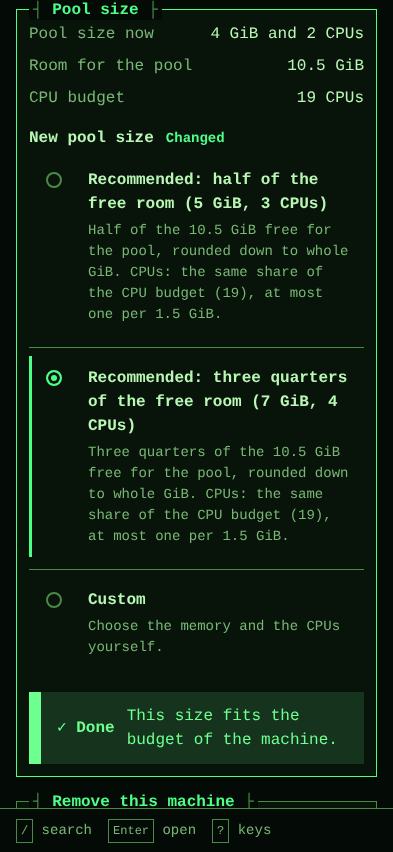 Pool size
Pool size now 4 GiB and 2 CPUs
Room for the pool 10.5 GiB
CPU budget 19 CPUs
New pool size Changed
Recommended: half of the
free room (5 GiB, 3 CPUs)
Half of the 10.5 GiB free for
the pool, rounded down to whole
GiB. CPUs: the same share of
the CPU budget (19), at most
one per 1.5 GiB.
Recommended: three quarters
of the free room (7 GiB, 4
CPUs)
Three quarters of the 10.5 GiB
free for the pool, rounded down
to whole GiB. CPUs: the same
share of the CPU budget (19),
at most one per 1.5 GiB.
Custom
Choose the memory and the CPUs
yourself.
✓ Done This size fits the
budget of the machine.
Remove this machine
/ search Enter open ? keys